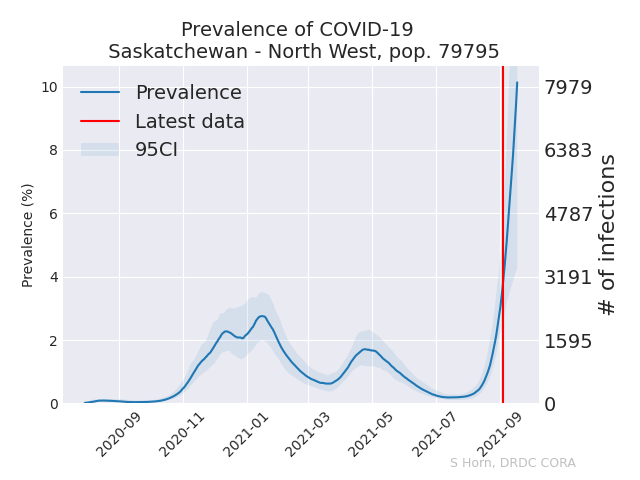 Prevalence of COVID-19
Saskatchewan - North West, pop. 79795
Prevalence
Latest data
95CI
Prevalence (%)
10
8
6
4
2
0
7979
6383
4787
3191
1595
0
# of infections
2020-09
2020-11
2021-01
2021-03
2021-05
2021-07
2021-09
S Horn, DRDC CORA